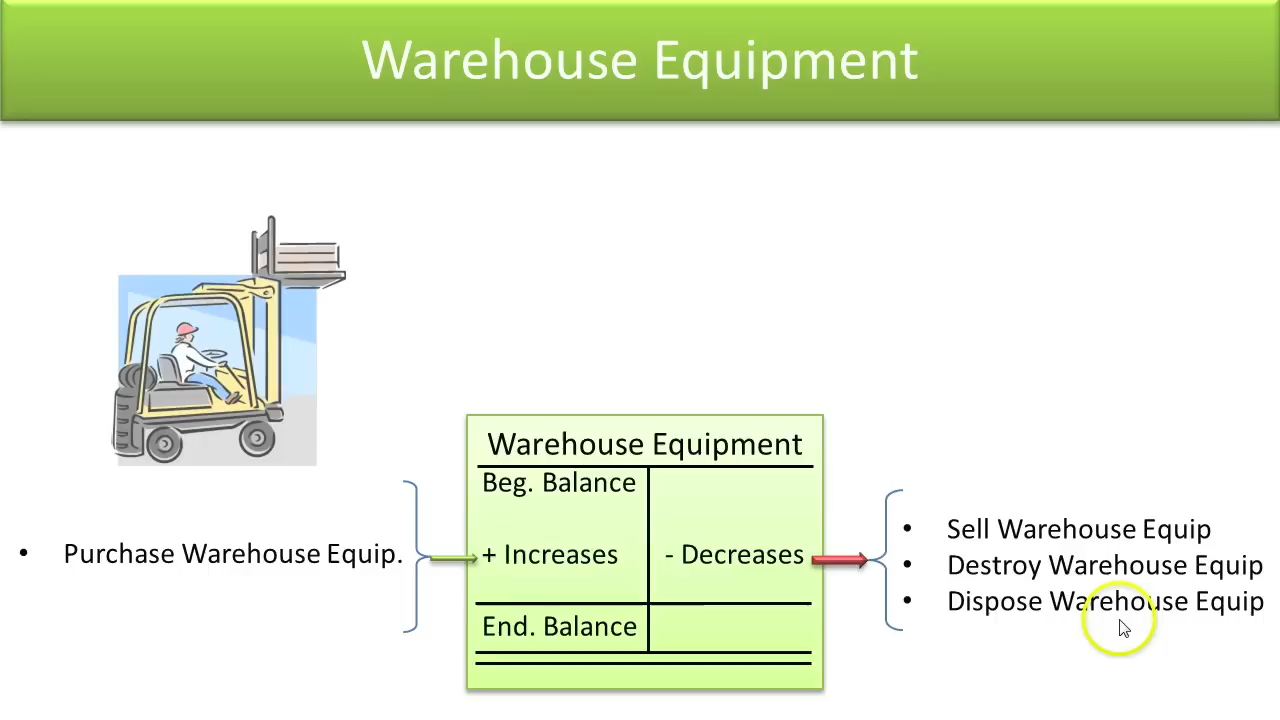 Warehouse Equipment
• Purchase Warehouse Equip.
Warehouse Equipment
Beg. Balance
+ Increases - Decreases
End. Balance
• Sell Warehouse Equip
• Destroy Warehouse Equip
• Dispose Warehouse Equip